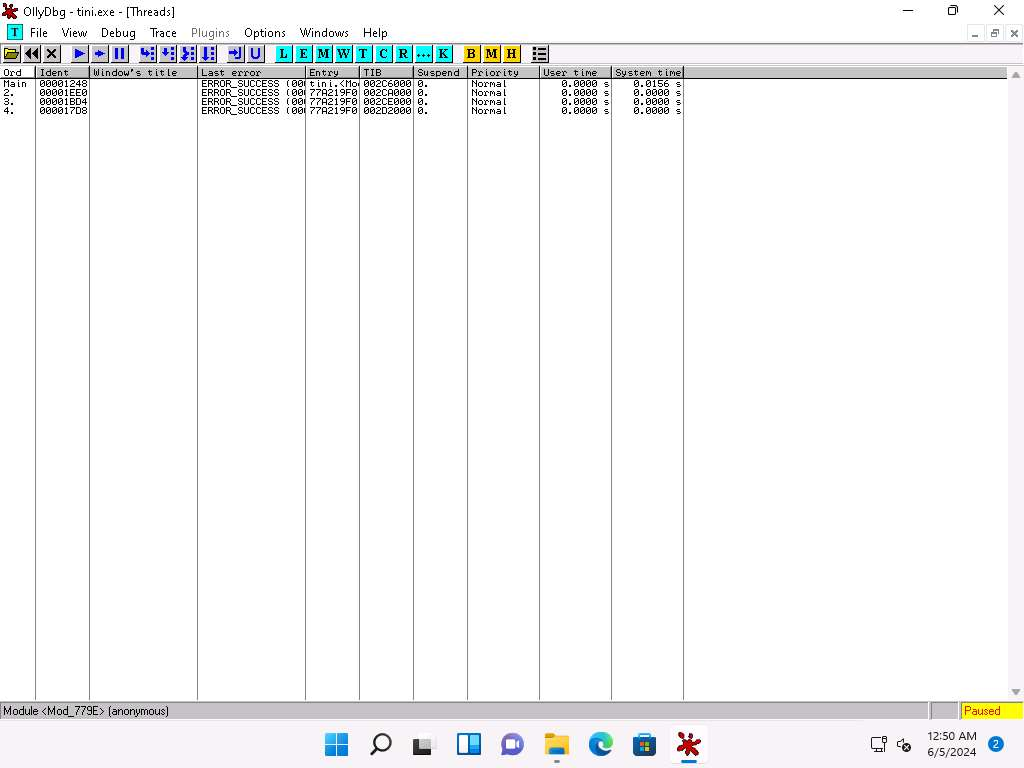 OllyDbg - tini.exe - [Threads]
T File View Debug Trace Plugins Options Windows Help
L E M W T C R ... K B M H
Ord Ident Window's title Last error Entry TIB Suspend Priority User time System time
Main 00001248 ERROR_SUCCESS (000 tini.<Mo 002C6000 0. Normal 0.0000 s 0.0156 s
2. 00001EE0 ERROR_SUCCESS (000 77A219F0 002CA000 0. Normal 0.0000 s 0.0000 s
3. 00001BD4 ERROR_SUCCESS (000 77A219F0 002CE000 0. Normal 0.0000 s 0.0000 s
4. 000017D8 ERROR_SUCCESS (000 77A219F0 002D2000 0. Normal 0.0000 s 0.0000 s
Module <Mod_779E> (anonymous) Paused
12:50 AM
6/5/2024 2